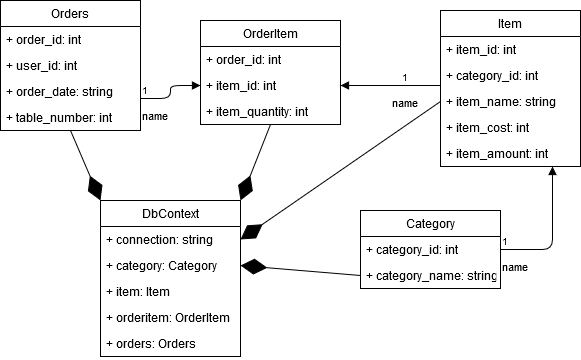 Orders
+ order_id: int
+ user_id: int
+ order_date: string
+ table_number: int
1
name
OrderItem
+ order_id: int
+ item_id: int
+ item_quantity: int
1
name
Item
+ item_id: int
+ category_id: int
+ item_name: string
+ item_cost: int
+ item_amount: int
DbContext
+ connection: string
+ category: Category
+ item: Item
+ orderitem: OrderItem
+ orders: Orders
Category
+ category_id: int
+ category_name: string
1
name